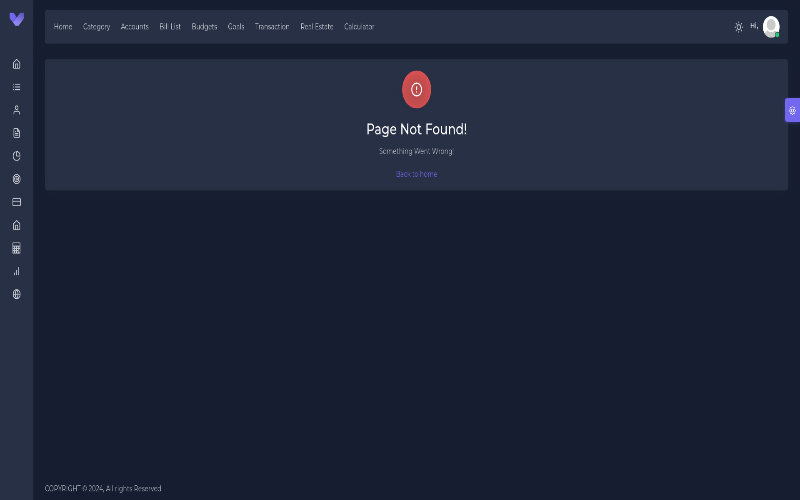 Home Category Accounts Bill List Budgets Goals Transaction Real Estate Calculator
Hi,
Page Not Found!
Something Went Wrong!
Back to home
COPYRIGHT © 2024, All rights Reserved